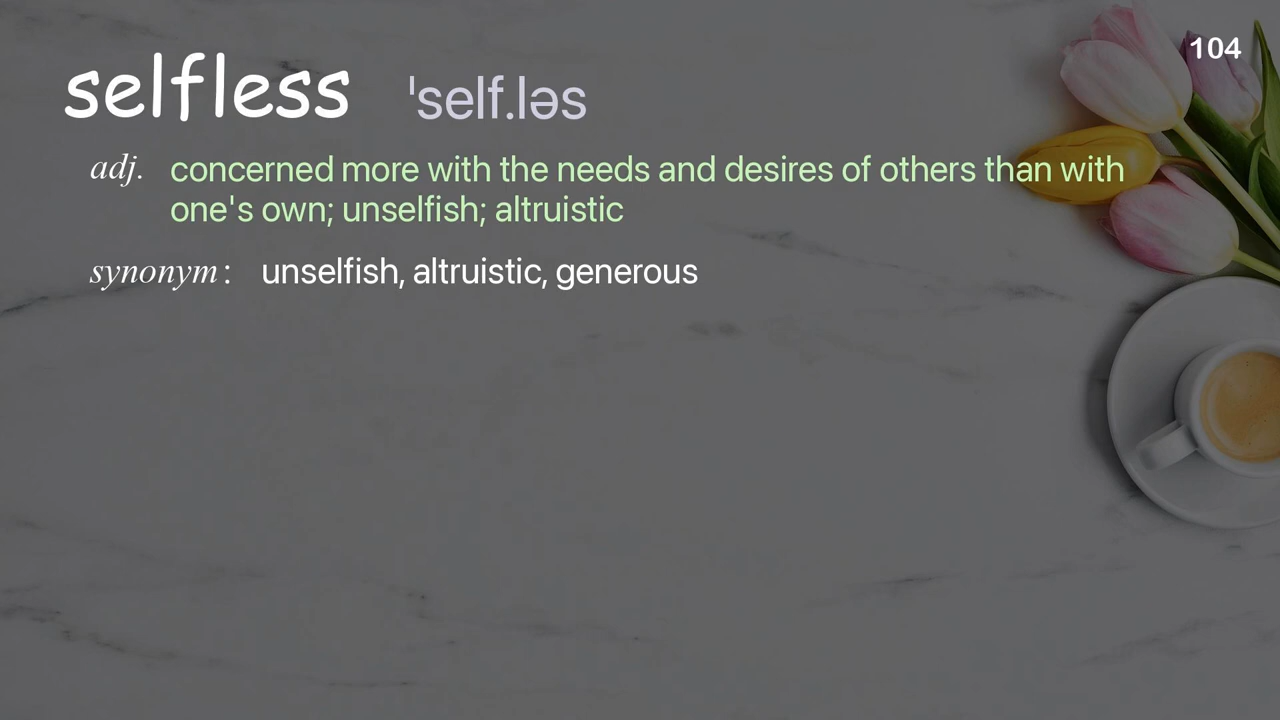 104
selfless ˈself.ləs
adj. concerned more with the needs and desires of others than with
one's own; unselfish; altruistic
synonym: unselfish, altruistic, generous